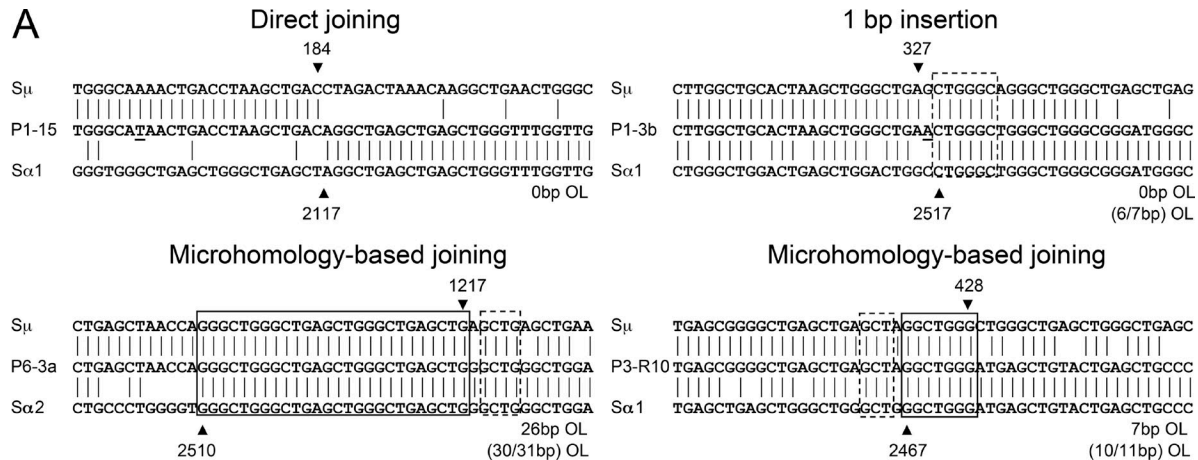 A
Direct joining
184
Sμ TGGGCAAAACTGACCTAAGCTGACCTAGACTAAACAAGGCTGAACTGGGC
P1-15 TGGGCATAACTGACCTAAGCTGACAGGCTGAGCTGAGCTGGGTTTGGTTG
Sα1 GGGTGGGCTGAGCTGGGCTGAGCTAGGCTGAGCTGAGCTGGGTTTGGTTG
0bp OL
2117
1 bp insertion
327
Sμ CTTGGCTGCACTAAGCTGGGCTGAGCTGGGCAGGGCTGGGCTGAGCTGAG
P1-3b CTTGGCTGCACTAAGCTGGGCTGAACTGGGCTGGGCTGGGCGGGATGGGC
Sα1 CTGGGCTGGACTGAGCTGGACTGGCCTGGGCTGGGCTGGGCGGGATGGGC
0bp OL
2517 (6/7bp) OL
Microhomology-based joining
1217
Sμ CTGAGCTAACCAGGGCTGGGCTGAGCTGGGCTGAGCTGAGCTGAGCTGAA
P6-3a CTGAGCTAACCAGGGCTGGGCTGAGCTGGGCTGAGCTGGGCTGGGCTGGA
Sα2 CTGCCCTGGGGTGGGCTGGGCTGAGCTGGGCTGAGCTGGGCTGGGCTGGA
26bp OL
2510 (30/31bp) OL
Microhomology-based joining
428
Sμ TGAGCGGGGCTGAGCTGAGCTAGGCTGGGCTGGGCTGAGCTGGGCTGAGC
P3-R10 TGAGCGGGGCTGAGCTGAGCTAGGCTGGGATGAGCTGTACTGAGCTGCCC
Sα1 TGAGCTGAGCTGGGCTGGGCTGGGCTGGGATGAGCTGTACTGAGCTGCCC
7bp OL
2467 (10/11bp) OL